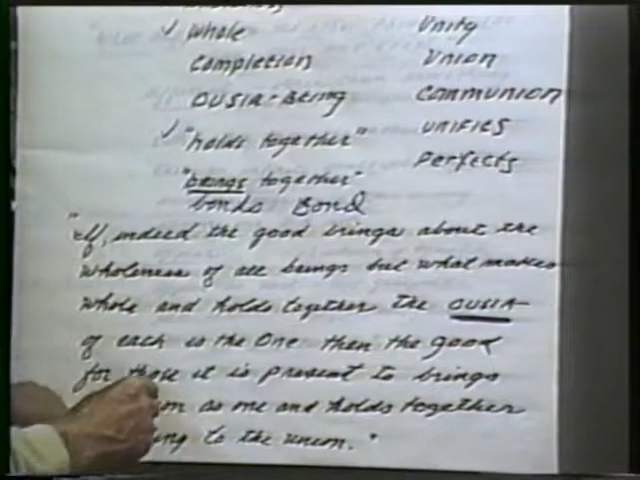 ✓ Whole Unity
Completion Union
OUSIA - Being Communion
✓ "holds together" unifies
"brings together" Perfects
bonds Bond
"If, indeed the good brings about the
wholeness of all beings but what makes
whole and holds together the OUSIA
of each is the One then the good
for those it is present to brings
as one and holds together
to the union."